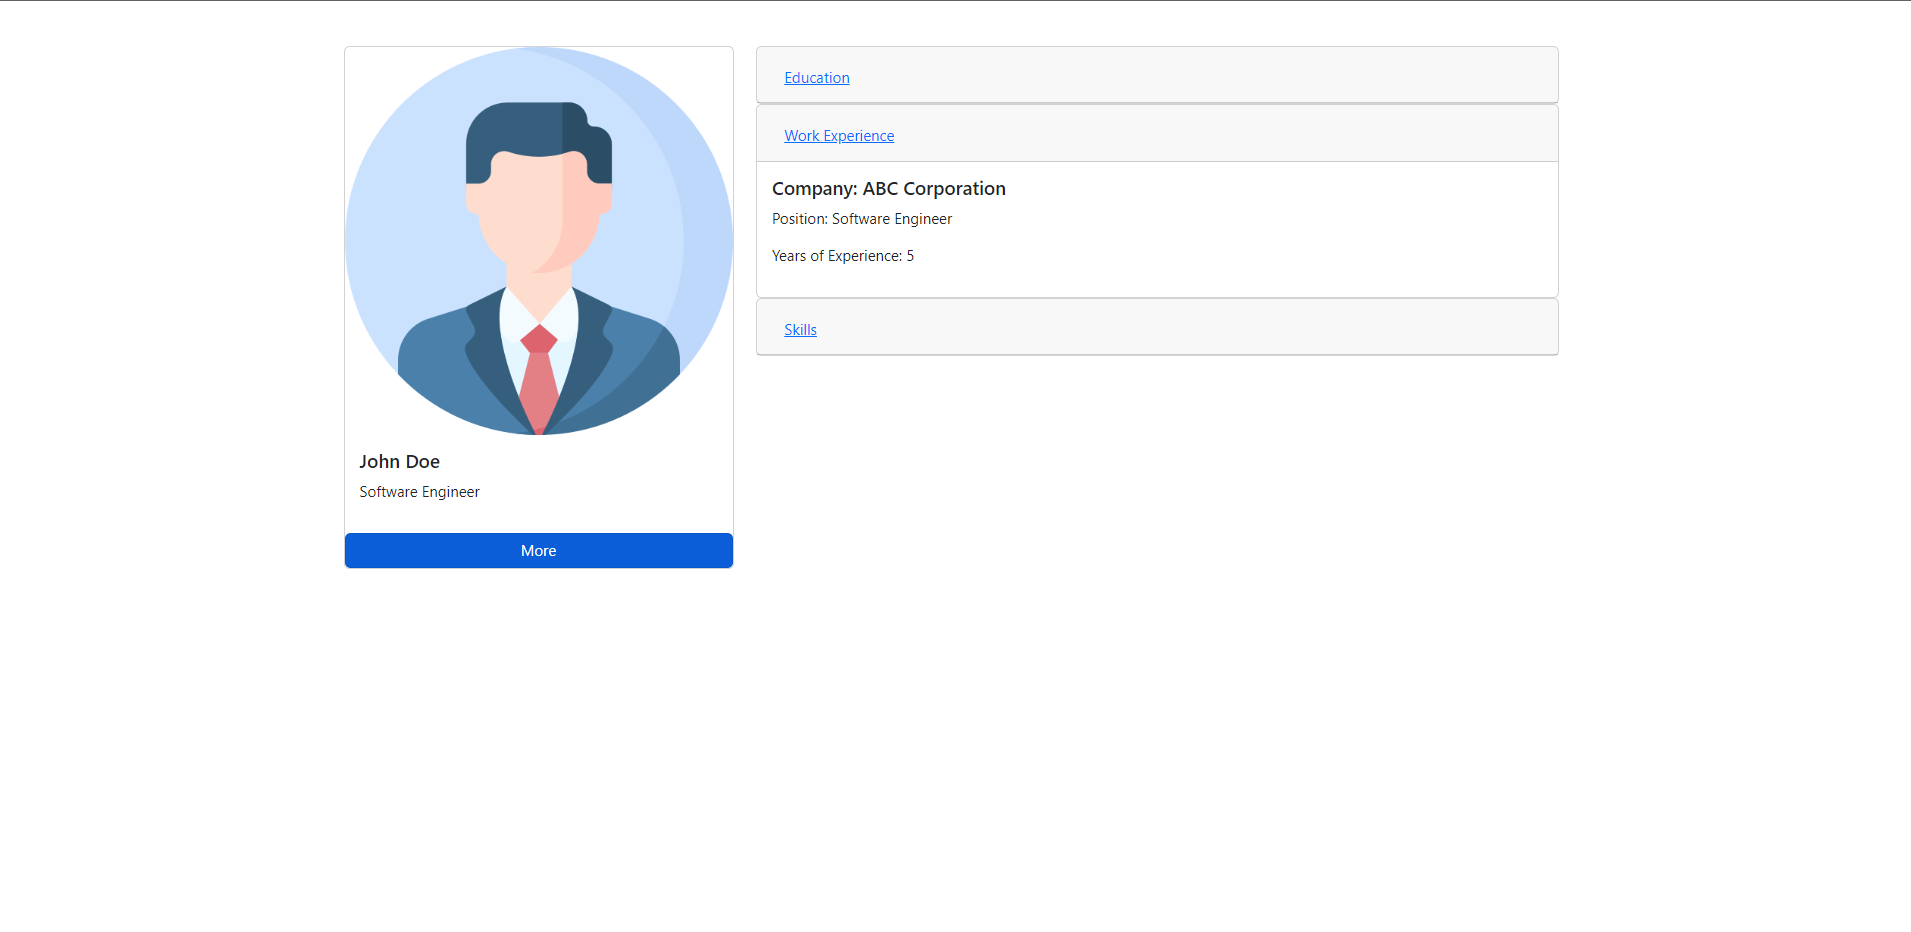 John Doe
Software Engineer
More
Education
Work Experience
Company: ABC Corporation
Position: Software Engineer
Years of Experience: 5
Skills